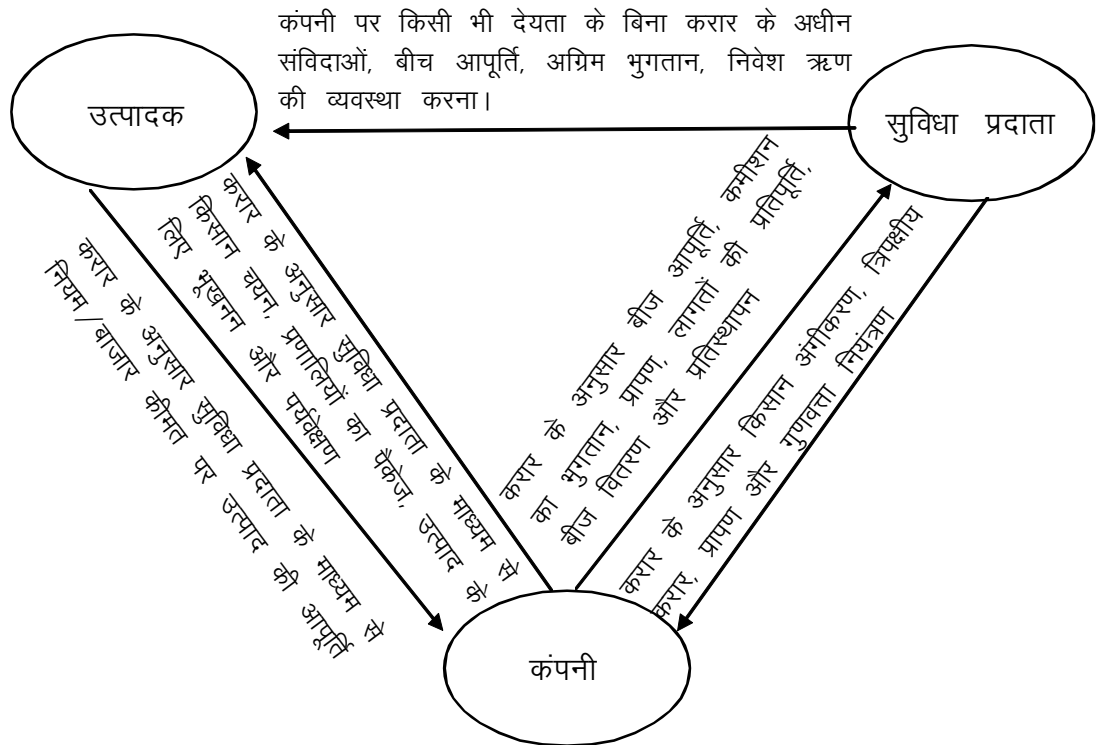 कंपनी पर किसी भी देयता के बिना करार के अधीन
संविदाओं, बीच आपूर्ति, अग्रिम भुगतान, निवेश ऋण
की व्यवस्था करना।
उत्पादक
सुविधा प्रदाता
करार के अनुसार सुविधा प्रदाता के माध्यम से
नियम/बाजार कीमत पर उत्पाद की आपूर्ति
करार के अनुसार सुविधा प्रदाता के माध्यम से
किसान चयन, प्रणालियों का पैकेज, उत्पाद के
लिए भूखनन और पर्यवेक्षण
करार के अनुसार बीज आपूर्ति, कमीशन
का भुगतान, प्रापण, लागतों की प्रतिपूर्ति,
बीज वितरण और प्रतिस्थापन
करार के अनुसार किसान अंगीकरण, त्रिपक्षीय
करार, प्रापण और गुणवत्ता नियंत्रण
कंपनी